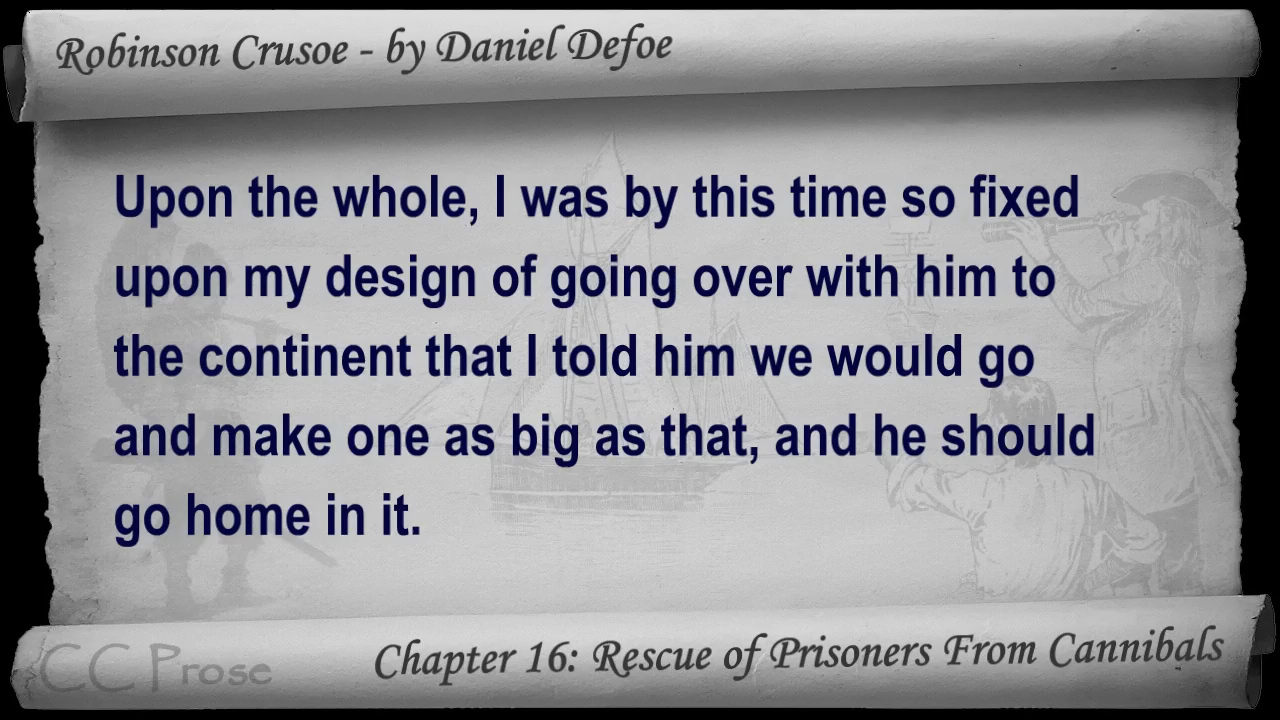 Robinson Crusoe - by Daniel Defoe
Upon the whole, I was by this time so fixed
upon my design of going over with him to
the continent that I told him we would go
and make one as big as that, and he should
go home in it.
CC Prose
Chapter 16: Rescue of Prisoners From Cannibals